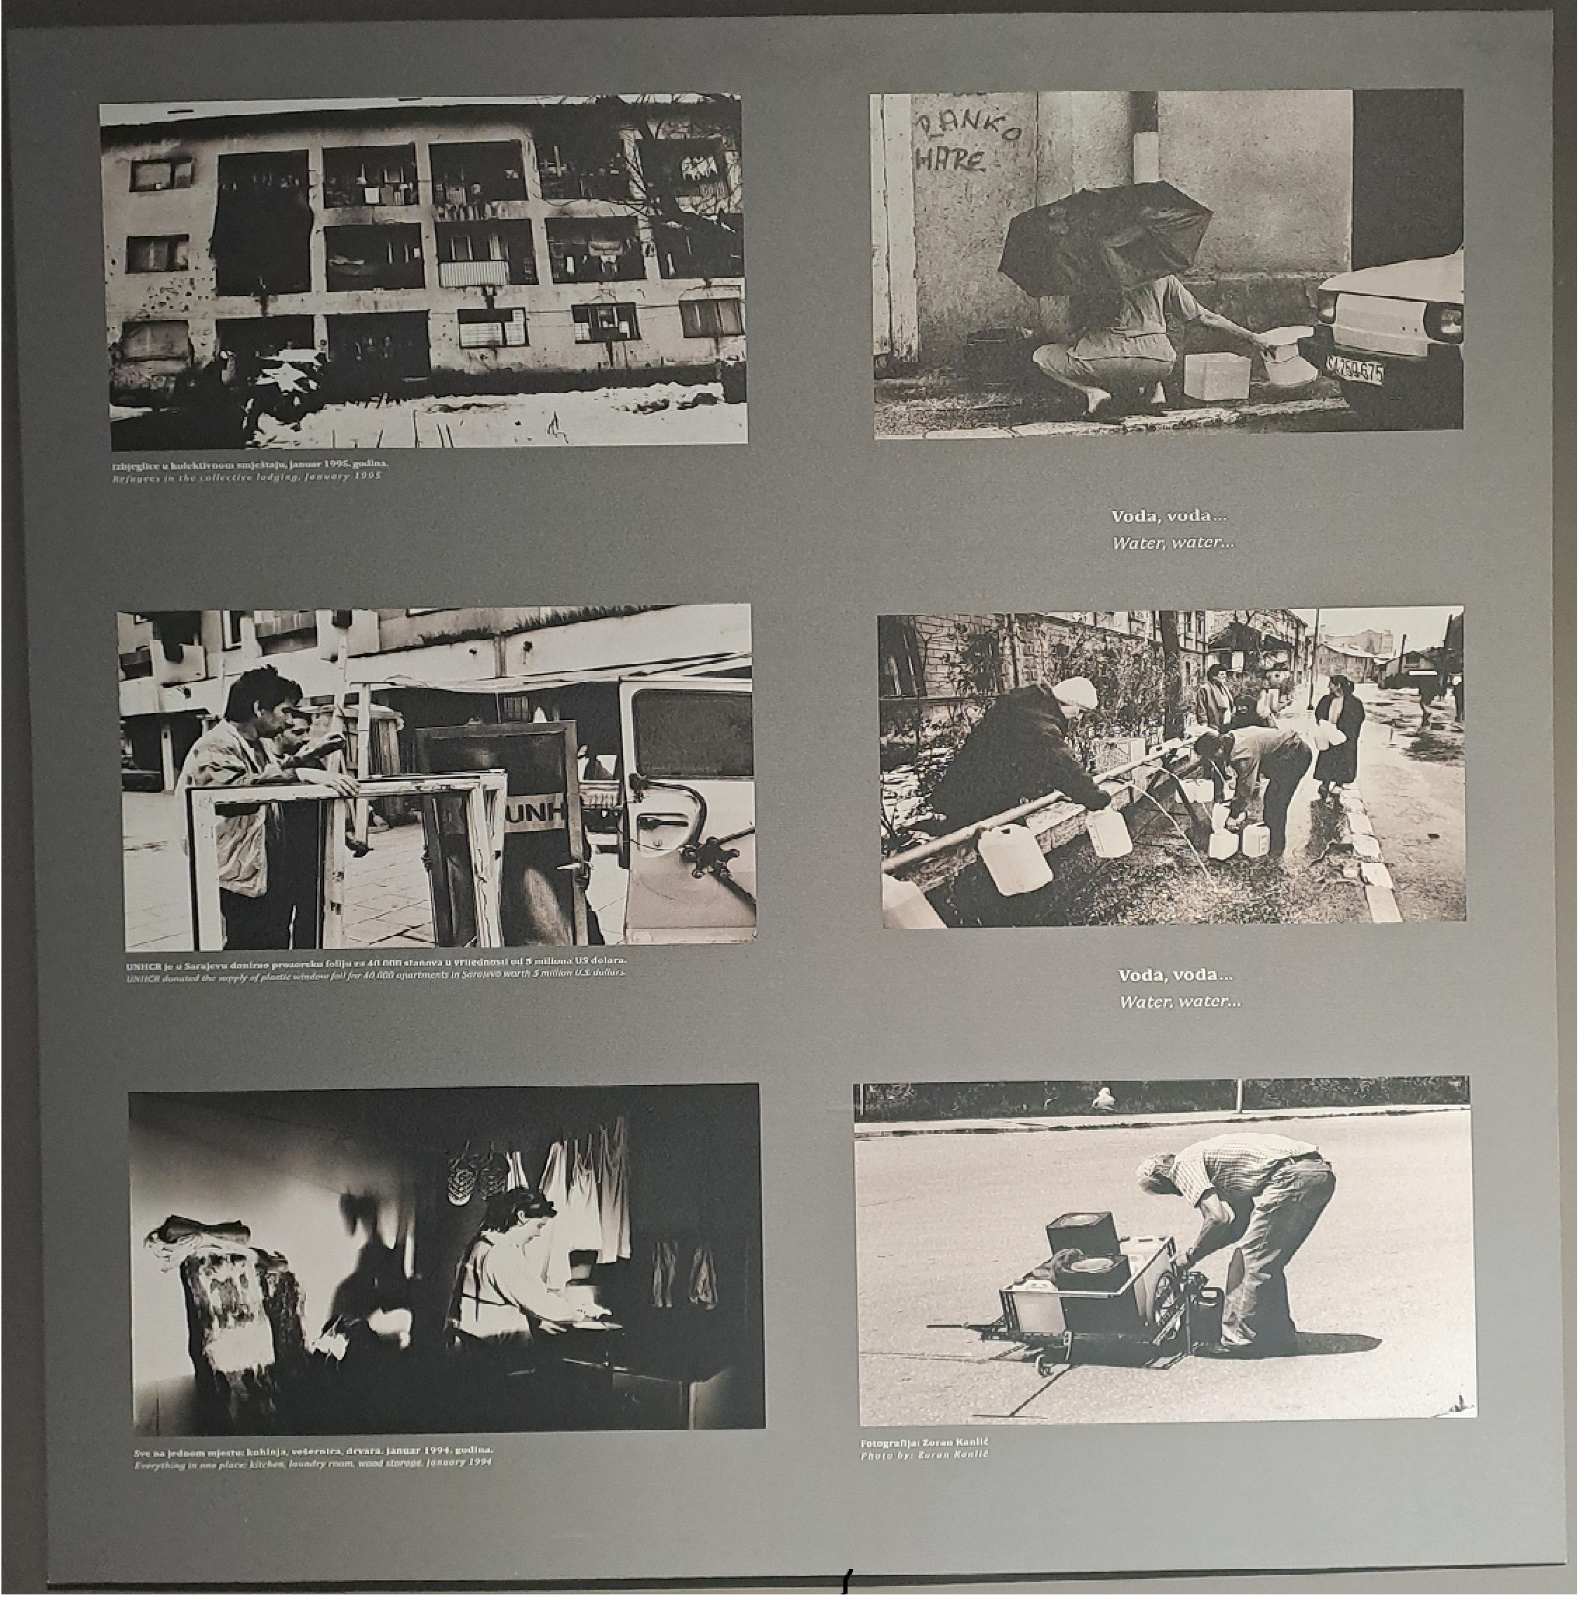 RANKO
HARE
CA769-675
Izbjeglice u kolektivnom smještaju, januar 1995. godina.
Refugees in the collective lodging, January 1995
Voda, voda...
Water, water...
UNH
UNHCR je u Sarajevu donirao prozorsku foliju za 40 000 stanova u vrijednosti od 5 miliona US dolara.
UNHCR donated the supply of plastic window foil for 40 000 apartments in Sarajevo worth 5 million U.S. dollars.
Voda, voda...
Water, water...
Sve na jednom mjestu: kuhinja, vešernica, drvara. Januar 1994. godina.
Everything in one place: kitchen, laundry room, wood storage. January 1994
Fotografija: Zoran Kanlić
Photo by: Zoran Kanlić